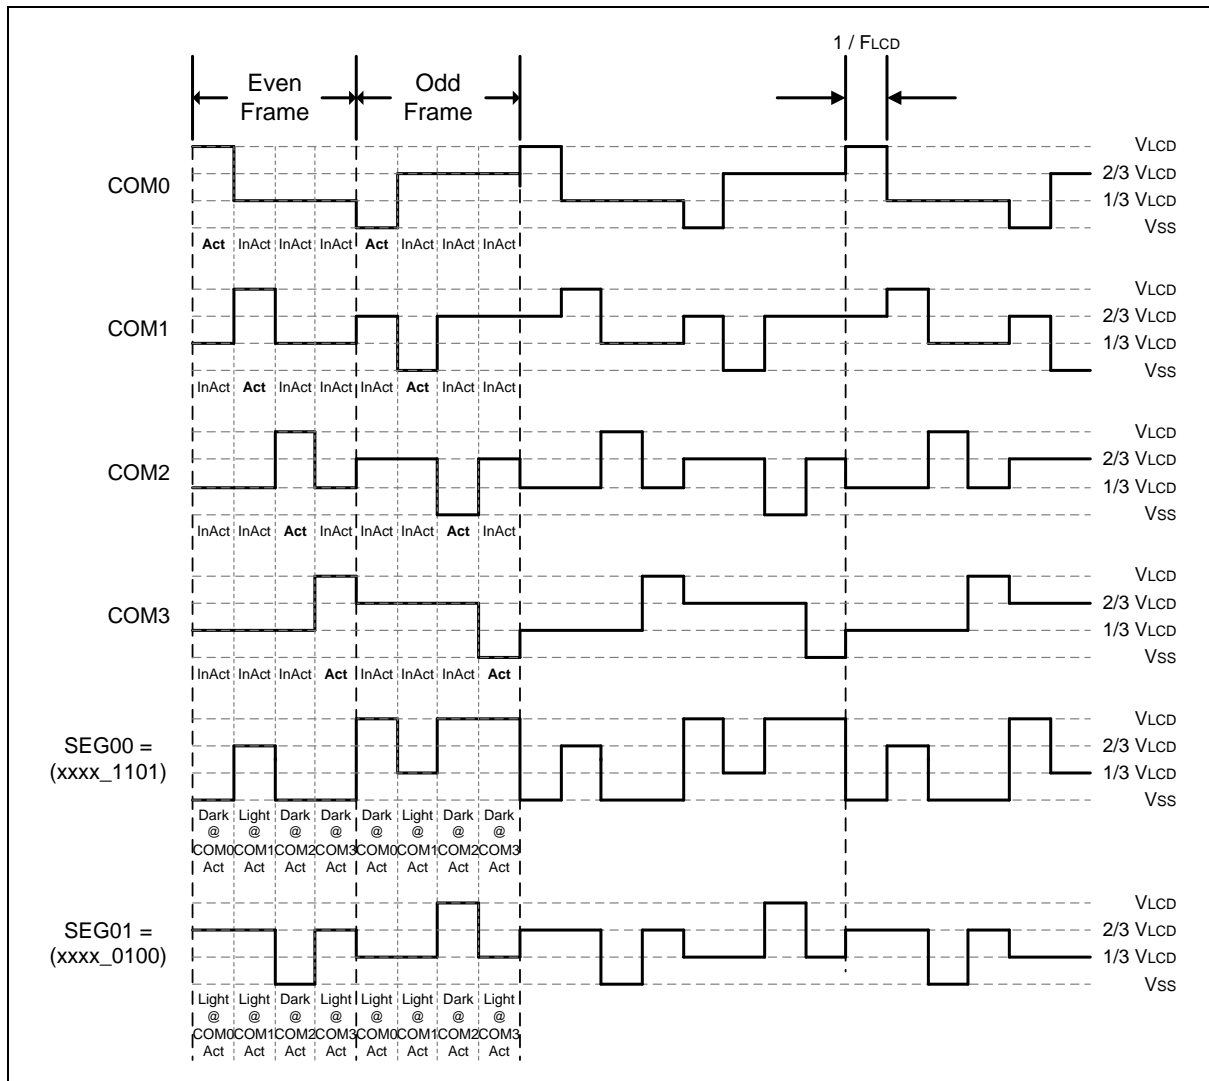 1 / FLCD
Even
Frame
Odd
Frame
COM0
VLCD
2/3 VLCD
1/3 VLCD
VSS
Act InAct InAct InAct Act InAct InAct InAct
COM1
VLCD
2/3 VLCD
1/3 VLCD
VSS
InAct Act InAct InAct InAct Act InAct InAct
COM2
VLCD
2/3 VLCD
1/3 VLCD
VSS
InAct InAct Act InAct InAct InAct Act InAct
COM3
VLCD
2/3 VLCD
1/3 VLCD
VSS
InAct InAct InAct Act InAct InAct InAct Act
SEG00 =
(xxxx_1101)
VLCD
2/3 VLCD
1/3 VLCD
VSS
Dark Light Dark Dark Dark Light Dark Dark
@ @ @ @ @ @ @ @
COM0 COM1 COM2 COM3 COM0 COM1 COM2 COM3
Act Act Act Act Act Act Act Act
SEG01 =
(xxxx_0100)
VLCD
2/3 VLCD
1/3 VLCD
VSS
Light Light Dark Light Light Light Dark Light
@ @ @ @ @ @ @ @
COM0 COM1 COM2 COM3 COM0 COM1 COM2 COM3
Act Act Act Act Act Act Act Act